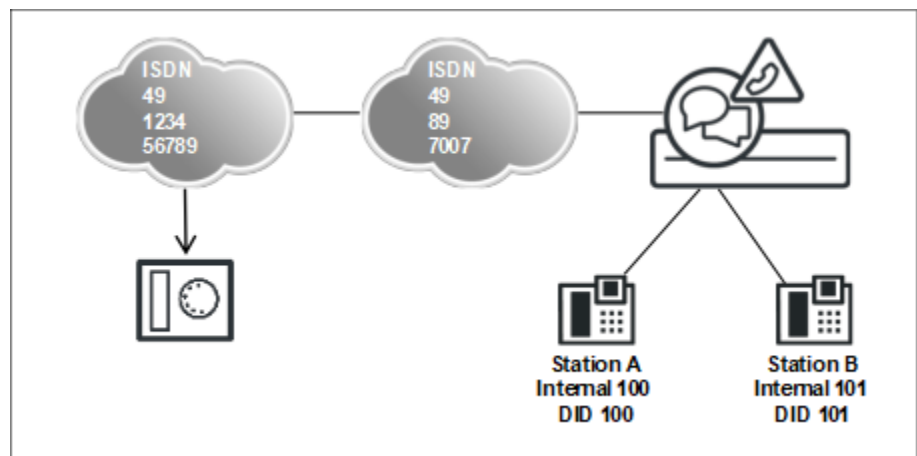 ISDN
49
1234
56789
ISDN
49
89
7007
Station A
Internal 100
DID 100
Station B
Internal 101
DID 101